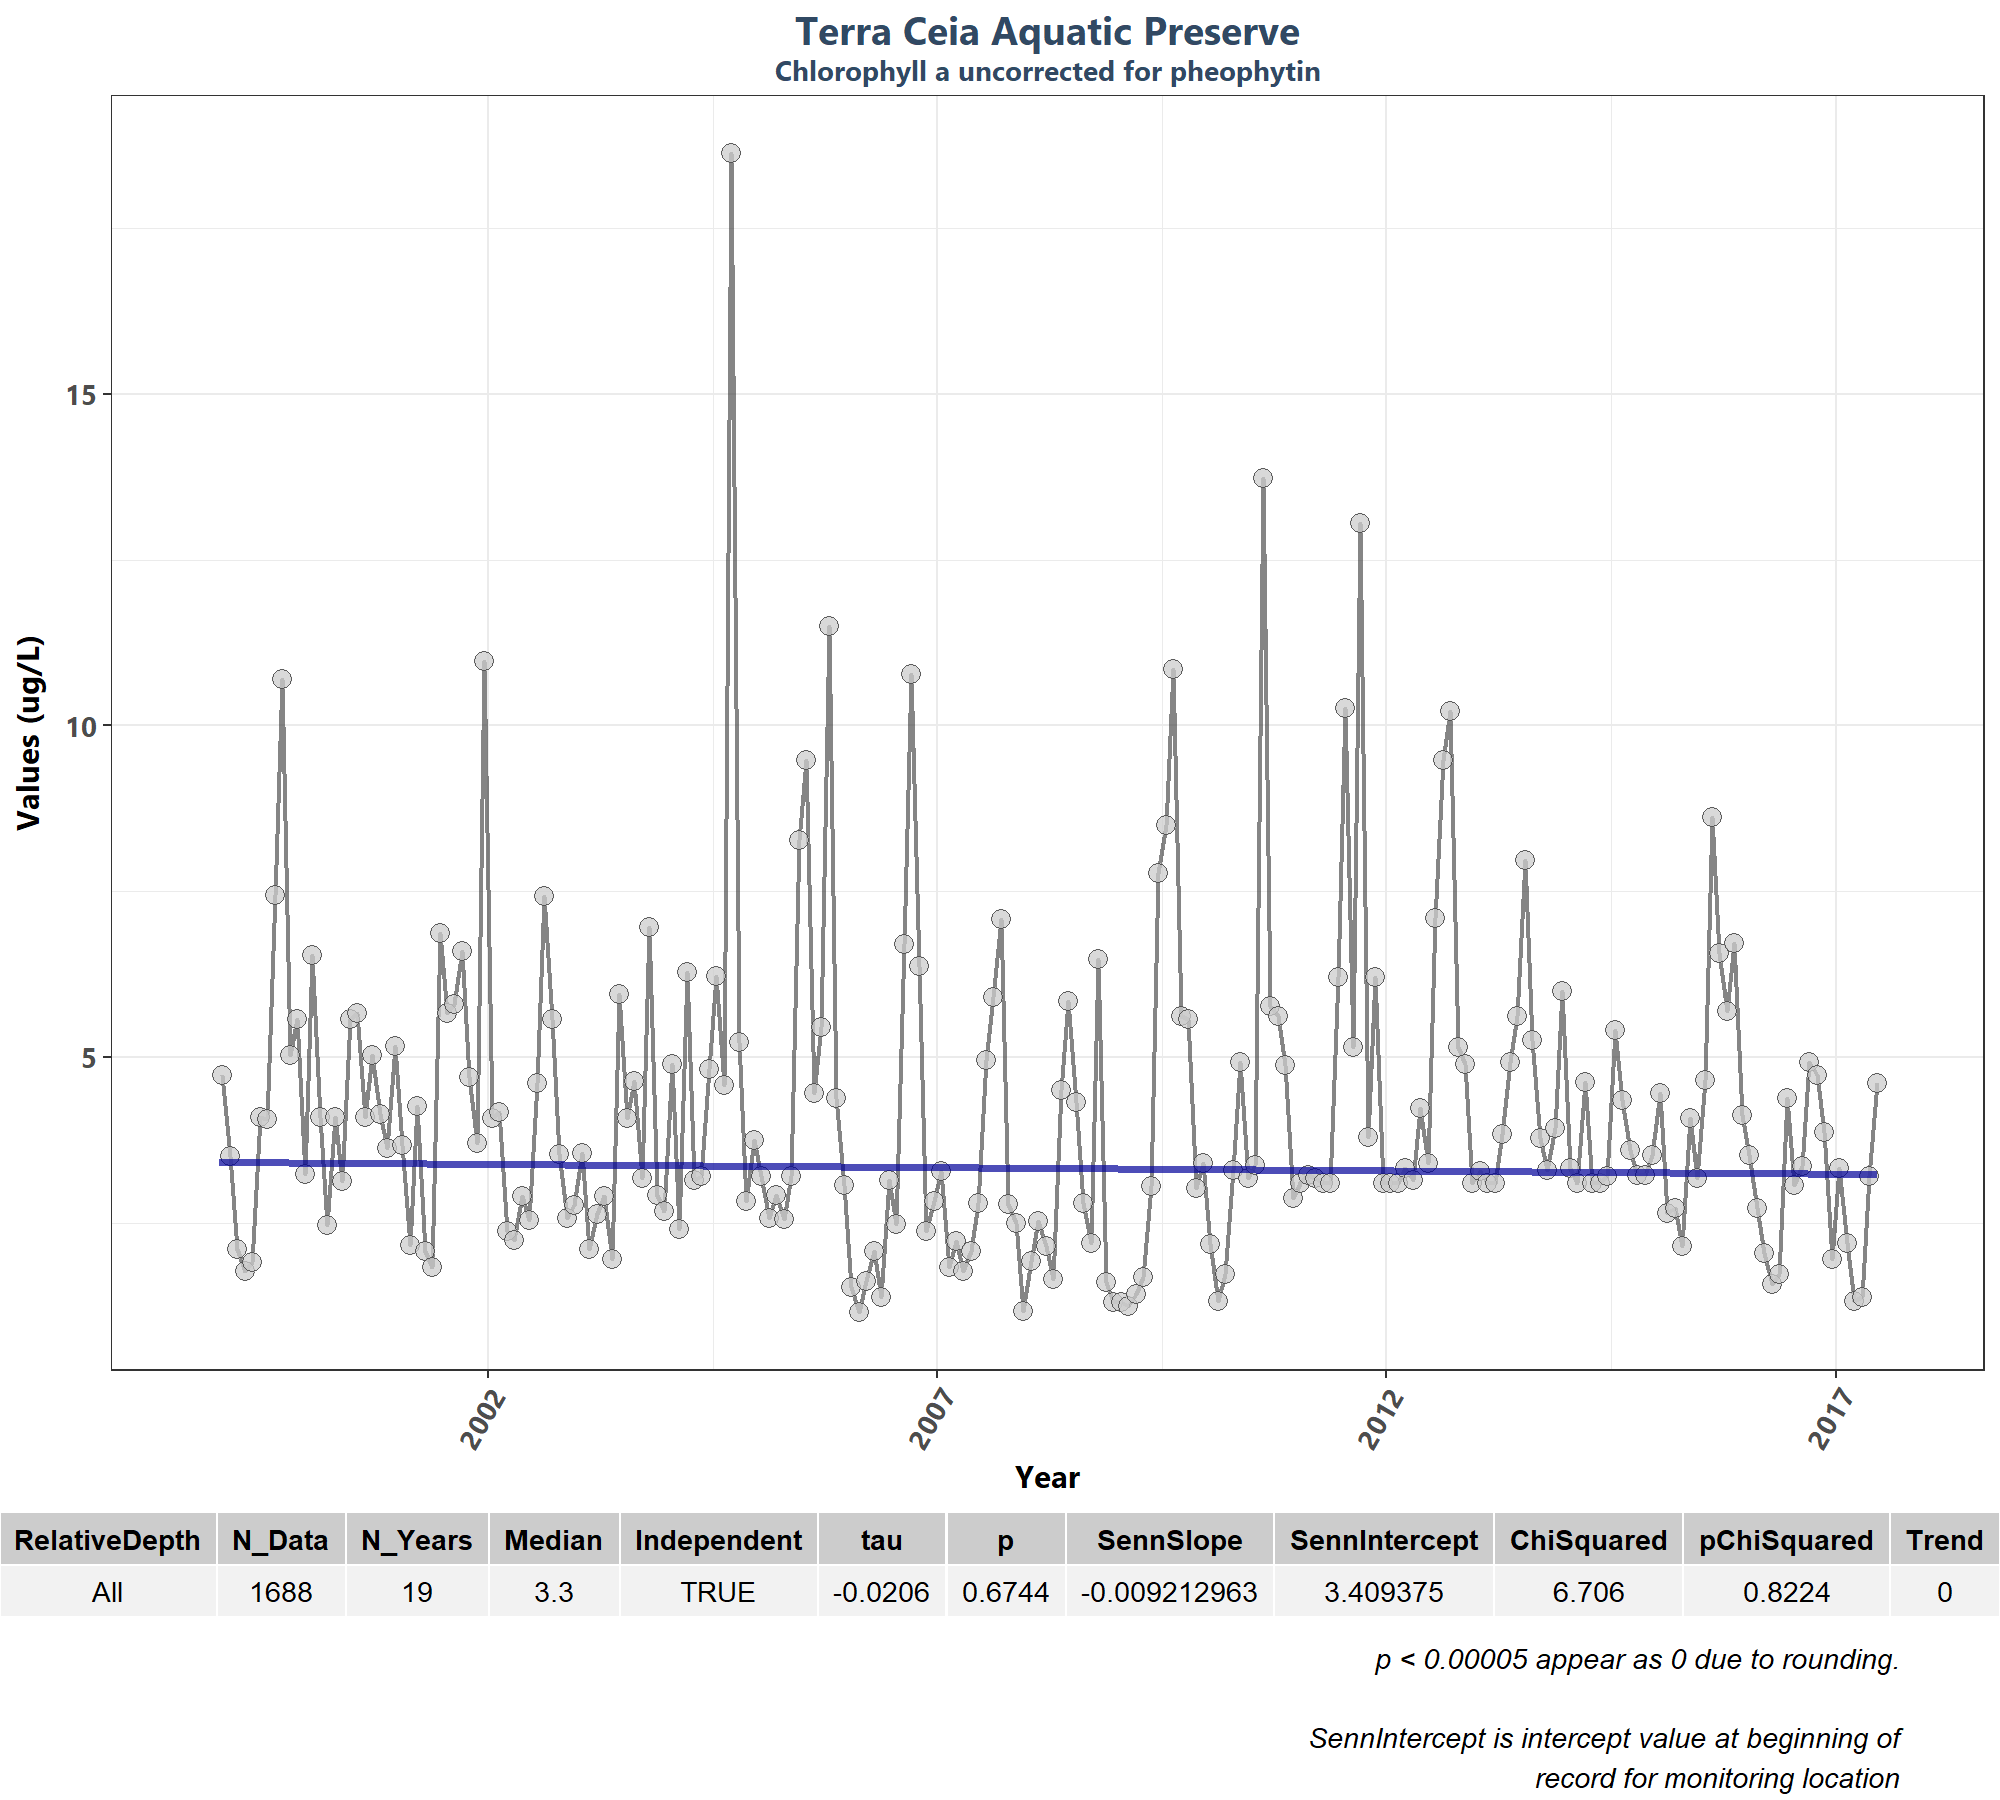 Terra Ceia Aquatic Preserve
Chlorophyll a uncorrected for pheophytin
Values (ug/L)
15
10
5
2002 2007 2012 2017
Year
RelativeDepth N_Data N_Years Median Independent tau p SennSlope SennIntercept ChiSquared pChiSquared Trend
All 1688 19 3.3 TRUE -0.0206 0.6744 -0.009212963 3.409375 6.706 0.8224 0
p < 0.00005 appear as 0 due to rounding.
SennIntercept is intercept value at beginning of
record for monitoring location